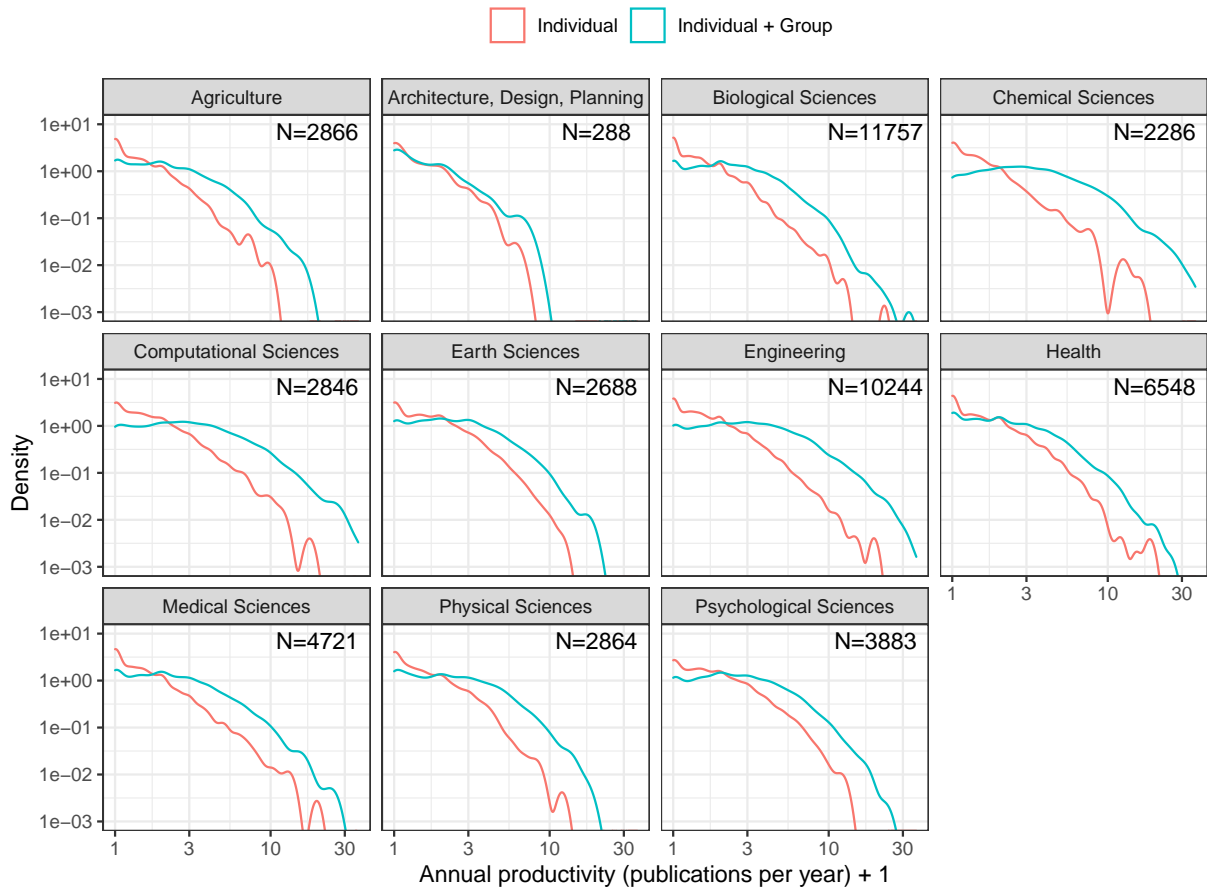 Individual Individual + Group
Agriculture Architecture, Design, Planning Biological Sciences Chemical Sciences
N=2866 N=288 N=11757 N=2286
1e+01
1e+00
1e−01
1e−02
1e−03
Computational Sciences Earth Sciences Engineering Health
N=2846 N=2688 N=10244 N=6548
1e+01
1e+00
1e−01
1e−02
1e−03
1 3 10 30
Medical Sciences Physical Sciences Psychological Sciences
N=4721 N=2864 N=3883
1e+01
1e+00
1e−01
1e−02
1e−03
1 3 10 30 1 3 10 30 1 3 10 30
Density
Annual productivity (publications per year) + 1